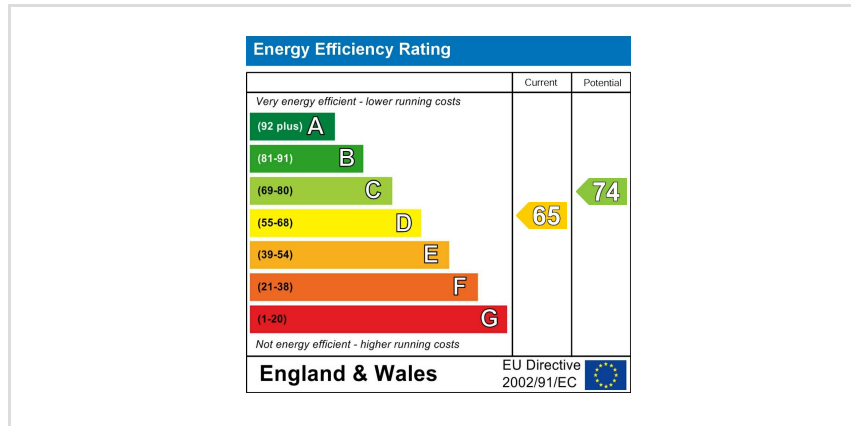 Energy Efficiency Rating
Current Potential
Very energy efficient - lower running costs
(92 plus) A
(81-91) B
(69-80) C
(55-68) D
(39-54) E
(21-38) F
(1-20) G
65
74
Not energy efficient - higher running costs
England & Wales
EU Directive
2002/91/EC